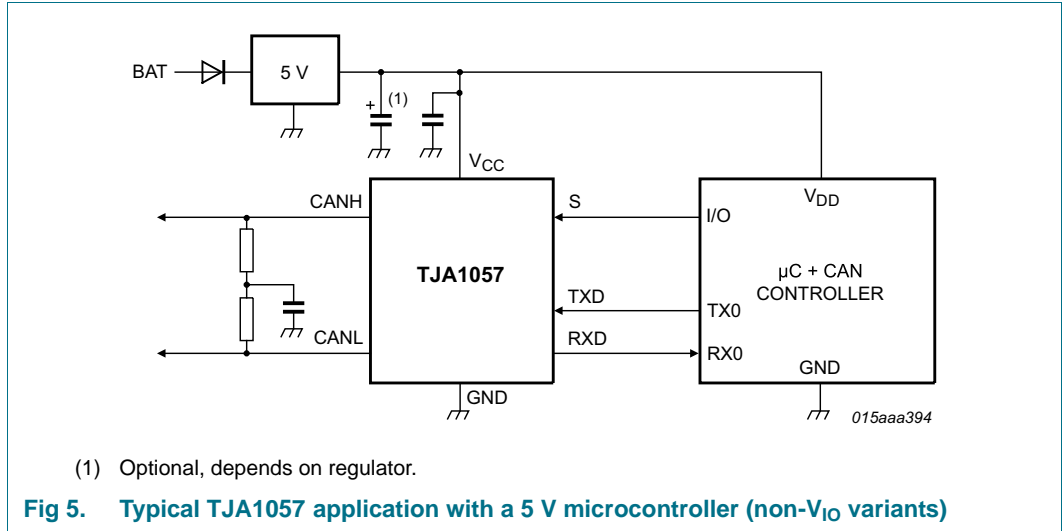 BAT
5 V
+
(1)
VCC
CANH
S
I/O
VDD
TJA1057
µC + CAN
CONTROLLER
TXD
TX0
CANL
RXD
RX0
GND
GND
015aaa394
(1) Optional, depends on regulator.
Fig 5. Typical TJA1057 application with a 5 V microcontroller (non-VIO variants)